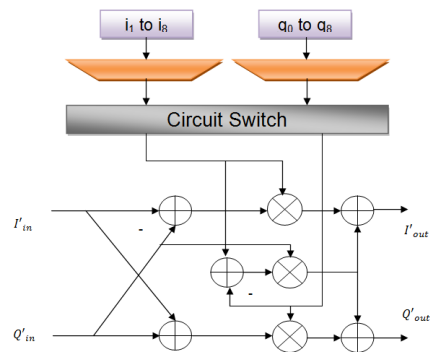 i₁ to i₈
q₀ to q₈
Circuit Switch
I'ᵢₙ
-
I'ₒᵤₜ
-
Q'ᵢₙ
Q'ₒᵤₜ